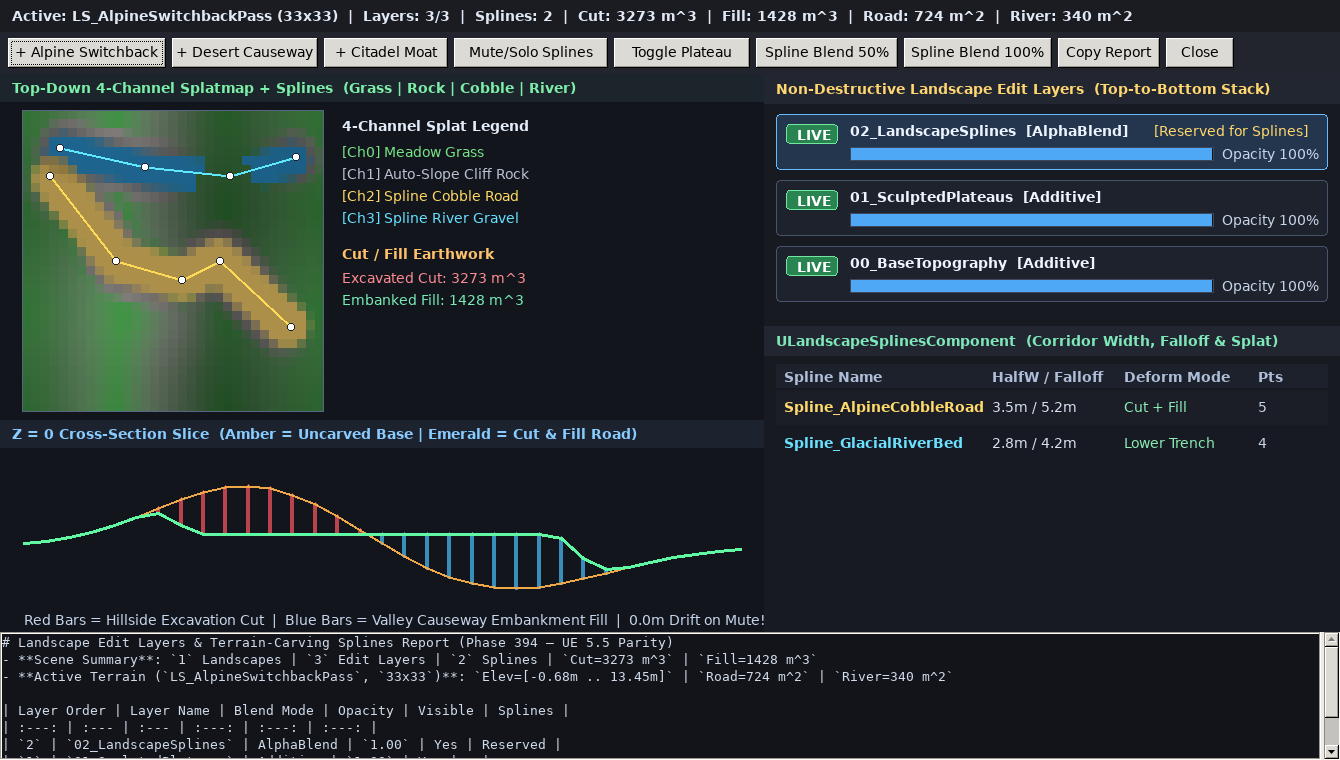 Active: LS_AlpineSwitchbackPass (33x33)  |  Layers: 3/3  |  Splines: 2  |  Cut: 3273 m^3  |  Fill: 1428 m^3  |  Road: 724 m^2  |  River: 340 m^2
+ Alpine Switchback
+ Desert Causeway
+ Citadel Moat
Mute/Solo Splines
Toggle Plateau
Spline Blend 50%
Spline Blend 100%
Copy Report
Close
Top-Down 4-Channel Splatmap + Splines  (Grass | Rock | Cobble | River)
4-Channel Splat Legend
[Ch0] Meadow Grass
[Ch1] Auto-Slope Cliff Rock
[Ch2] Spline Cobble Road
[Ch3] Spline River Gravel
Cut / Fill Earthwork
Excavated Cut: 3273 m^3
Embanked Fill: 1428 m^3
Z = 0 Cross-Section Slice  (Amber = Uncarved Base | Emerald = Cut & Fill Road)
Red Bars = Hillside Excavation Cut  |  Blue Bars = Valley Causeway Embankment Fill  |  0.0m Drift on Mute!
Non-Destructive Landscape Edit Layers  (Top-to-Bottom Stack)
LIVE  02_LandscapeSplines  [AlphaBlend]  [Reserved for Splines]
Opacity 100%
LIVE  01_SculptedPlateaus  [Additive]
Opacity 100%
LIVE  00_BaseTopography  [Additive]
Opacity 100%
ULandscapeSplinesComponent  (Corridor Width, Falloff & Splat)
Spline Name  HalfW / Falloff  Deform Mode  Pts
Spline_AlpineCobbleRoad  3.5m / 5.2m  Cut + Fill  5
Spline_GlacialRiverBed  2.8m / 4.2m  Lower Trench  4
# Landscape Edit Layers & Terrain-Carving Splines Report (Phase 394 — UE 5.5 Parity)
- **Scene Summary**: `1` Landscapes | `3` Edit Layers | `2` Splines | `Cut=3273 m^3` | `Fill=1428 m^3`
- **Active Terrain (`LS_AlpineSwitchbackPass`, `33x33`)**: `Elev=[-0.68m .. 13.45m]` | `Road=724 m^2` | `River=340 m^2`
| Layer Order | Layer Name | Blend Mode | Opacity | Visible | Splines |
| :---: | :--- | :--- | :---: | :---: | :---: |
| `2` | `02_LandscapeSplines` | AlphaBlend | `1.00` | Yes | Reserved |